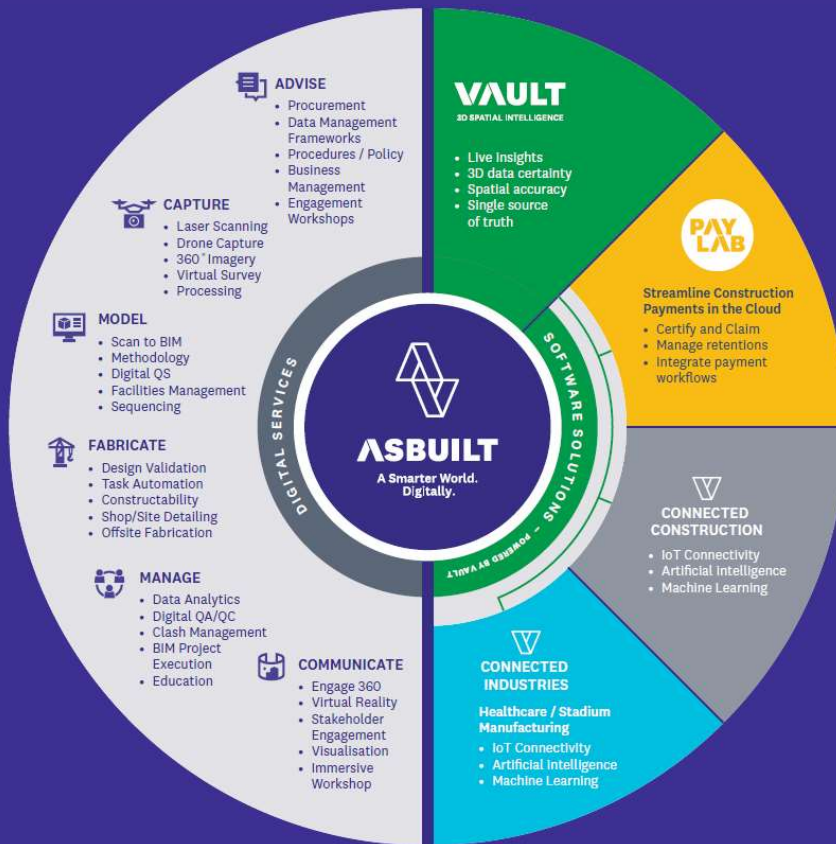 ADVISE
• Procurement
• Data Management
Frameworks
• Procedures / Policy
• Business
Management
• Engagement
Workshops
CAPTURE
• Laser Scanning
• Drone Capture
• 360° Imagery
• Virtual Survey
• Processing
MODEL
• Scan to BIM
• Methodology
• Digital QS
• Facilities Management
• Sequencing
FABRICATE
• Design Validation
• Task Automation
• Constructability
• Shop/Site Detailing
• Offsite Fabrication
MANAGE
• Data Analytics
• Digital QA/QC
• Clash Management
• BIM Project
Execution
• Education
COMMUNICATE
• Engage 360
• Virtual Reality
• Stakeholder
Engagement
• Visualisation
• Immersive
Workshop
DIGITAL SERVICES
ASBUILT
A Smarter World.
Digitally.
SOFTWARE SOLUTIONS – POWERED BY VAULT
VAULT
3D SPATIAL INTELLIGENCE
• Live Insights
• 3D data certainty
• Spatial accuracy
• Single source
of truth
PAY
LAB
Streamline Construction
Payments in the Cloud
• Certify and Claim
• Manage retentions
• Integrate payment
workflows
CONNECTED
CONSTRUCTION
• IoT Connectivity
• Artificial Intelligence
• Machine Learning
CONNECTED
INDUSTRIES
Healthcare / Stadium
Manufacturing
• IoT Connectivity
• Artificial Intelligence
• Machine Learning